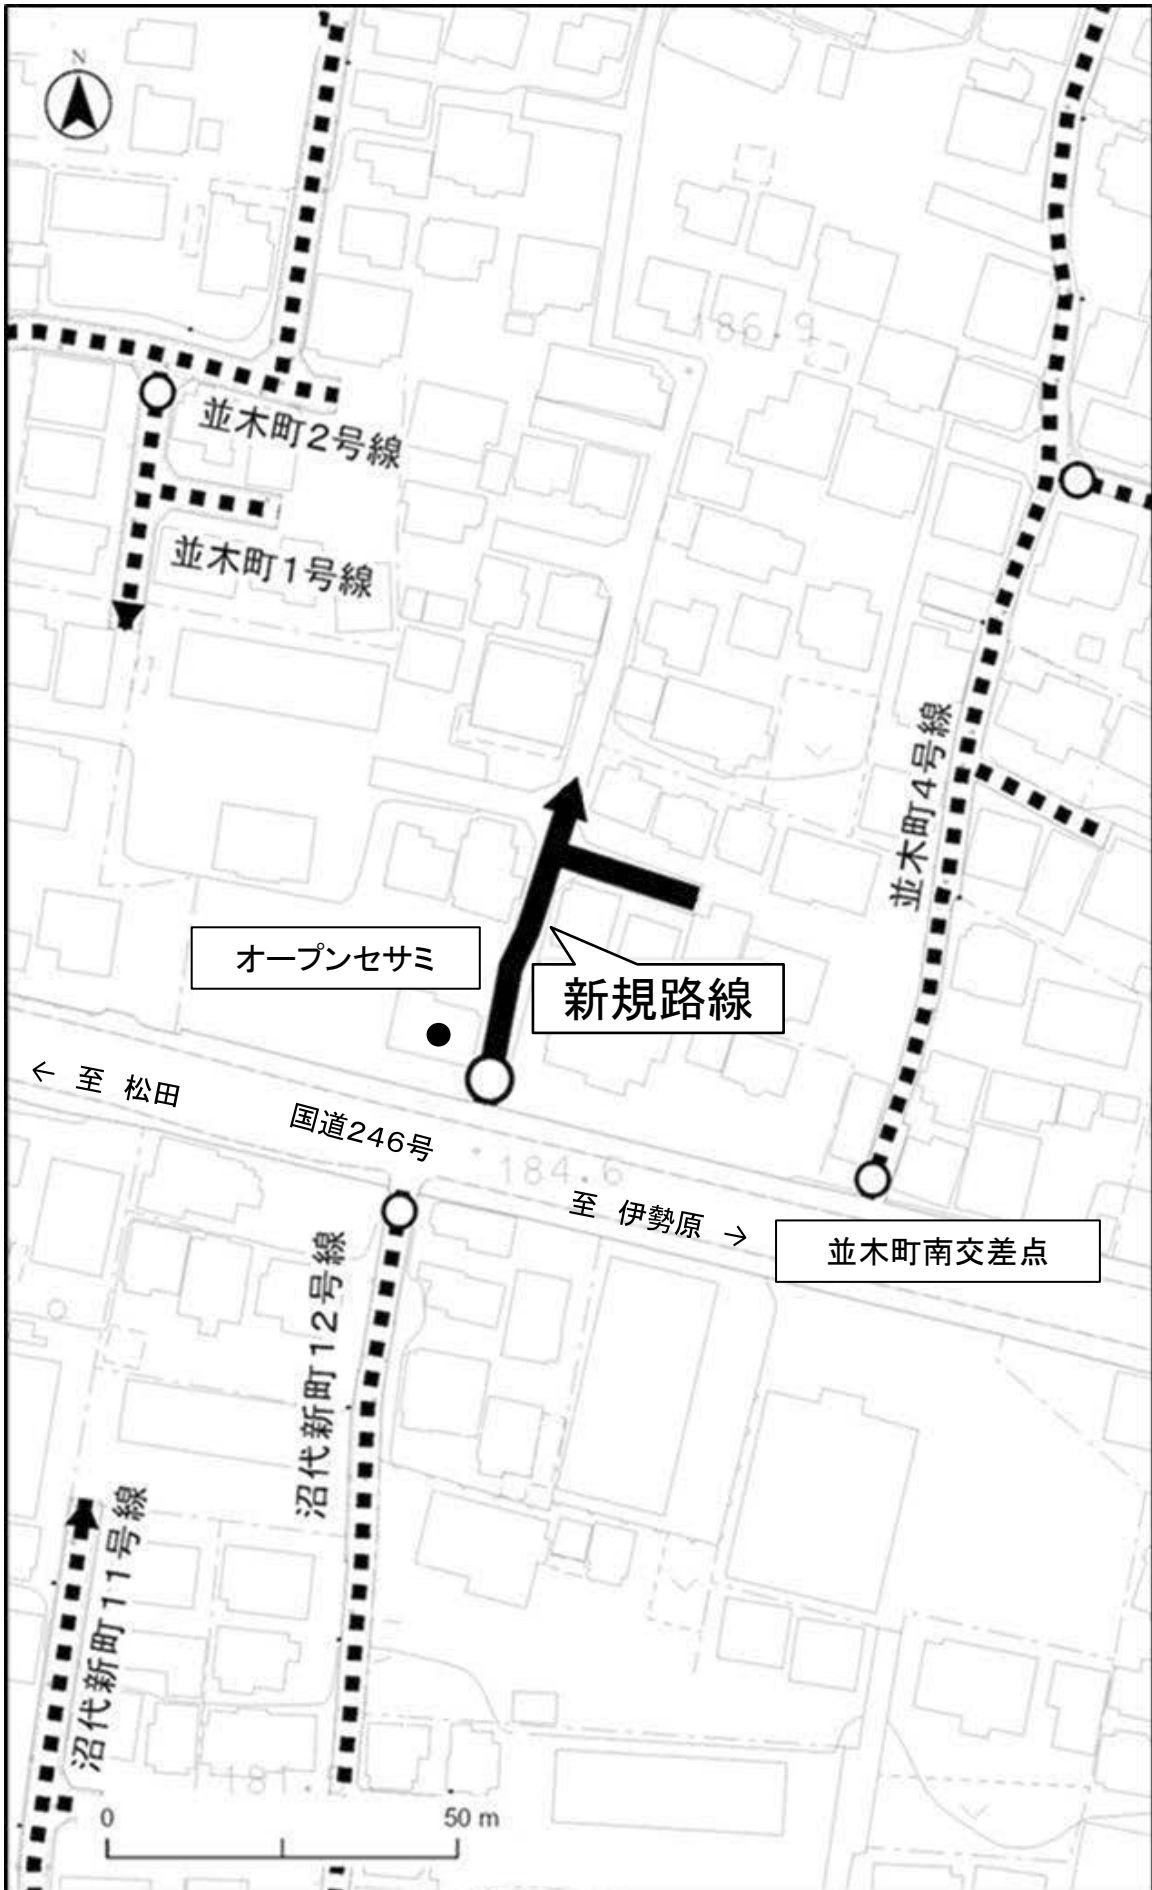 Z
186.9
並木町2号線
並木町1号線
並木町4号線
オープンセサミ
新規路線
← 至 松田
国道246号
184.6
至 伊勢原 →
並木町南交差点
沼代新町12号線
沼代新町11号線
0
50 m